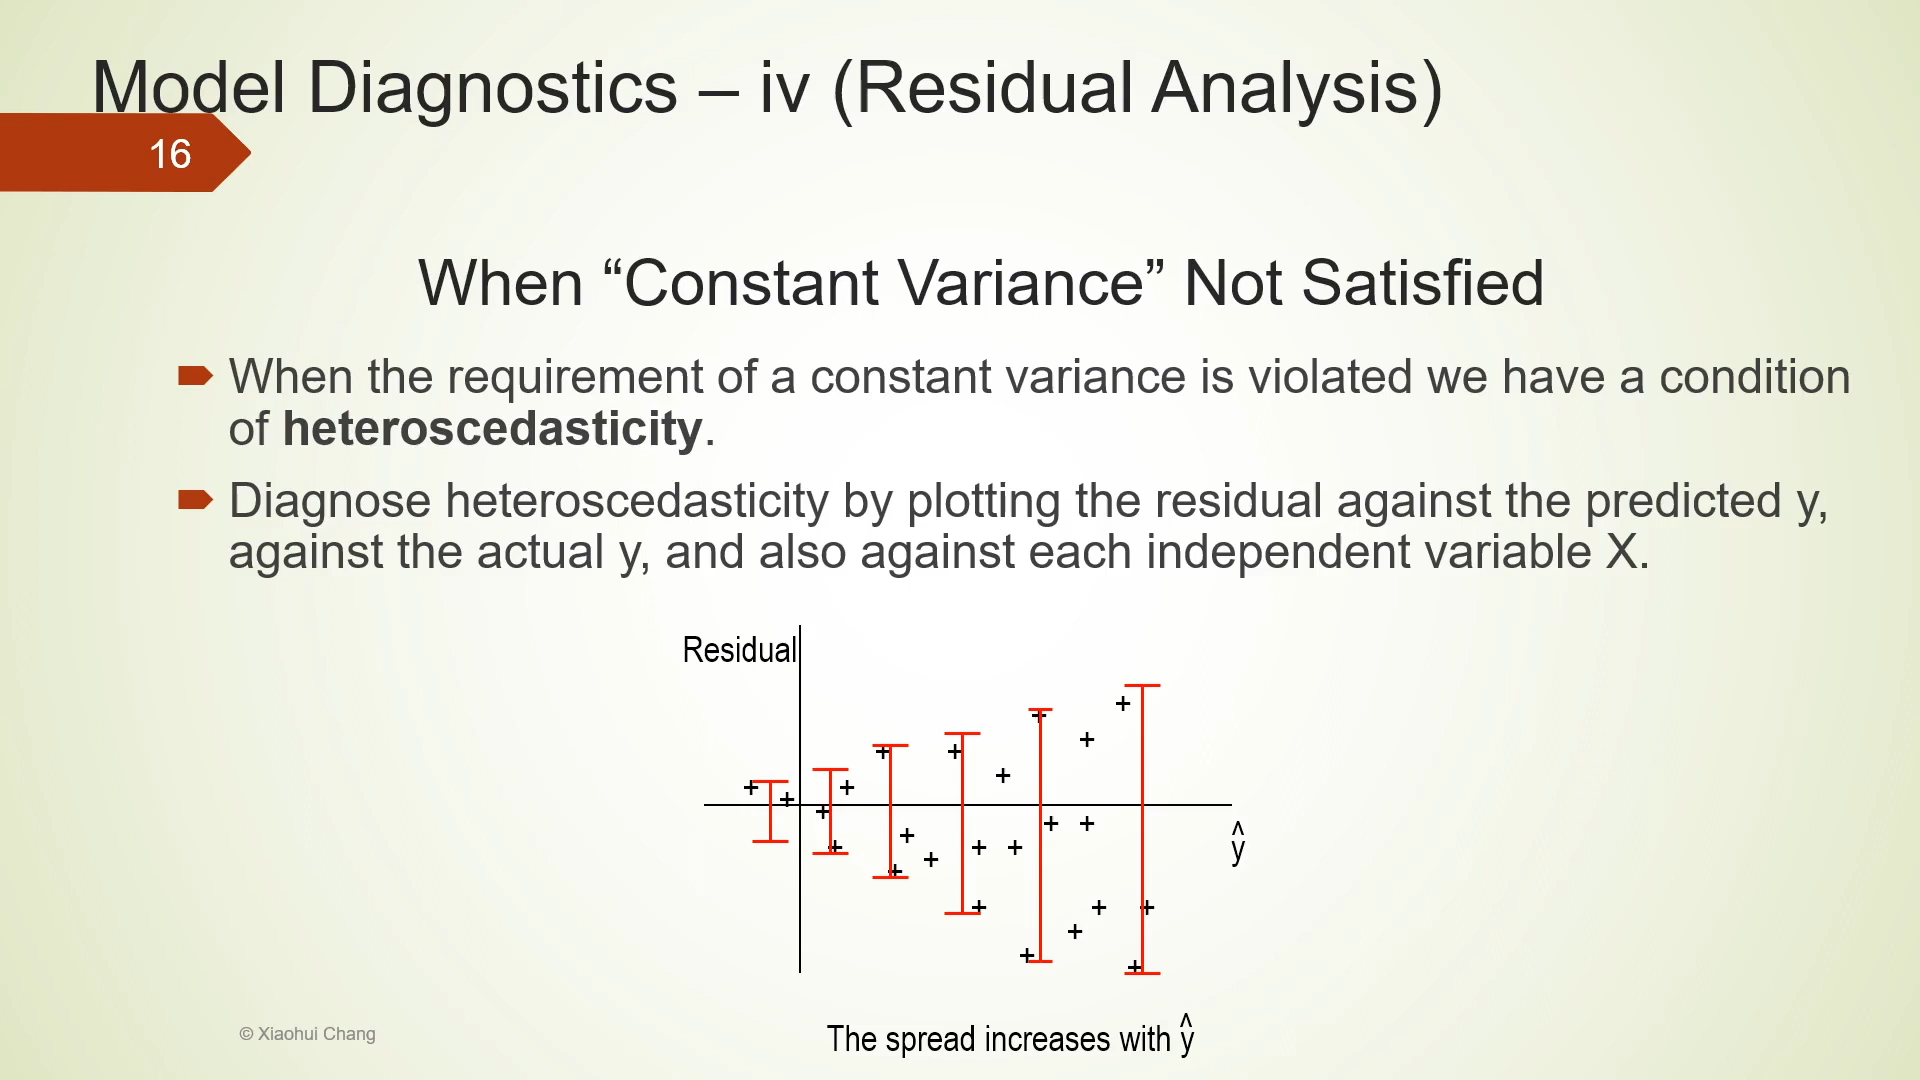 Model Diagnostics – iv (Residual Analysis)
16
When “Constant Variance” Not Satisfied
When the requirement of a constant variance is violated we have a condition
of heteroscedasticity.
Diagnose heteroscedasticity by plotting the residual against the predicted y,
against the actual y, and also against each independent variable X.
Residual
ŷ
The spread increases with ŷ
© Xiaohui Chang